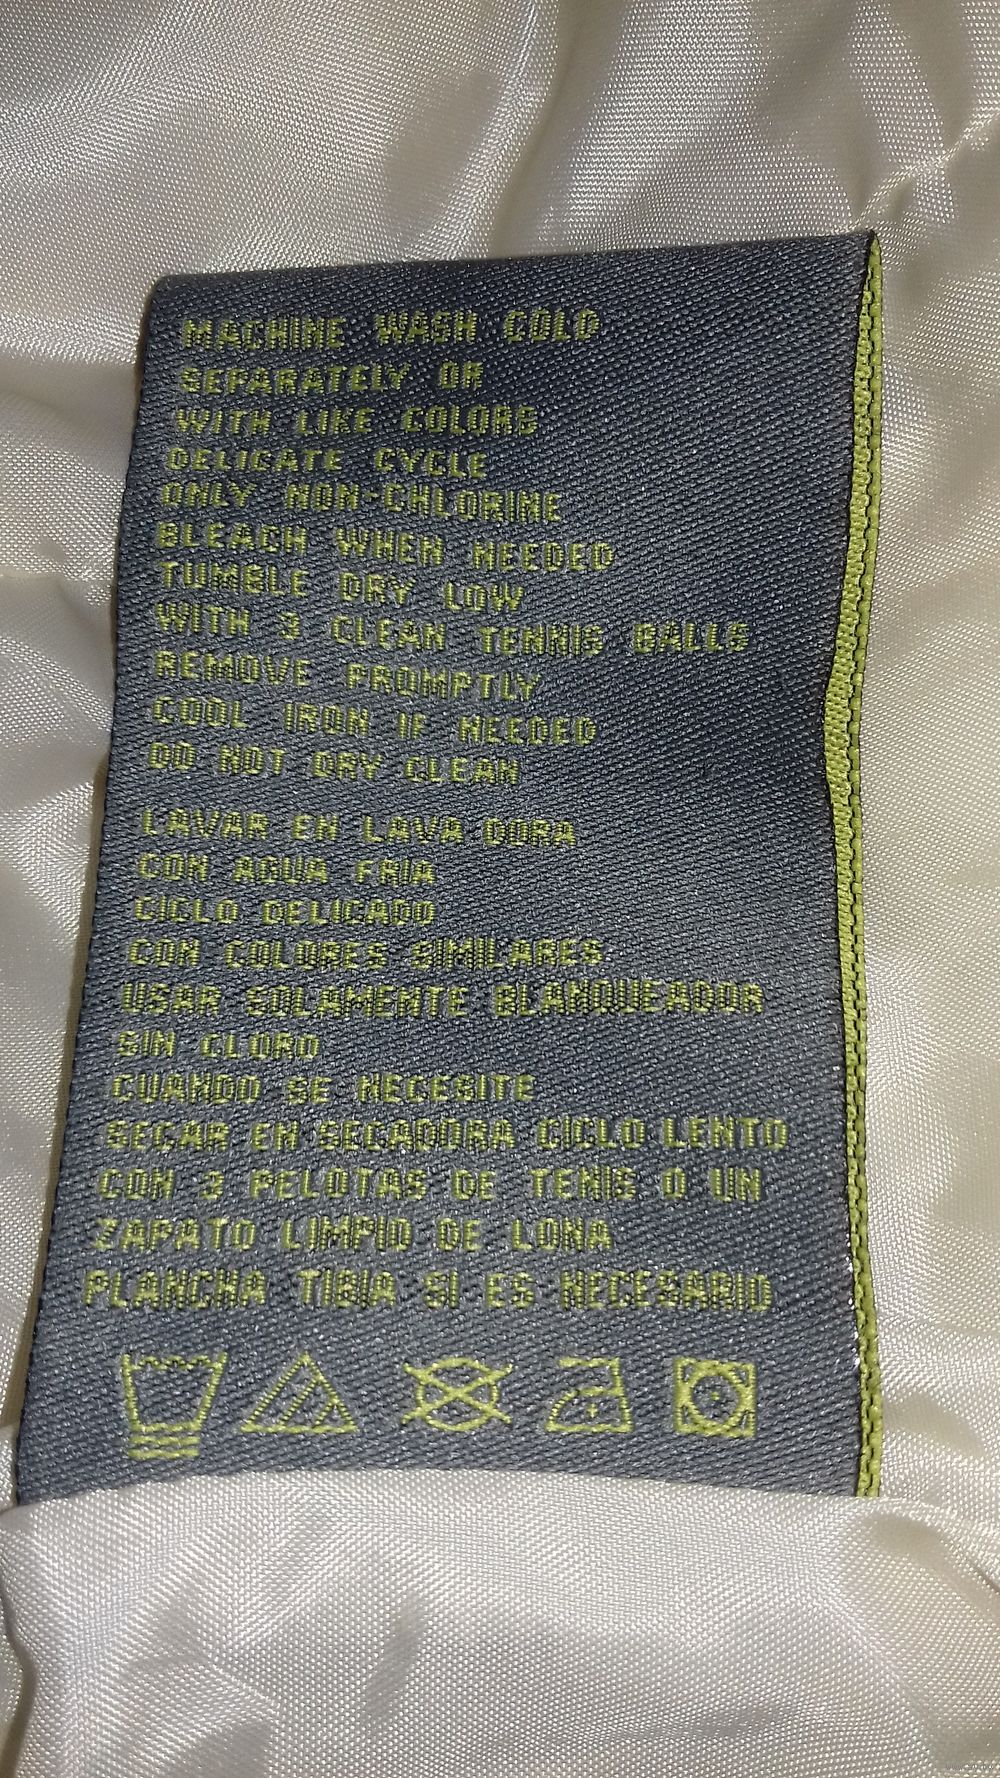 MACHINE WASH COLD
SEPARATELY OR
WITH LIKE COLORS
DELICATE CYCLE
ONLY NON-CHLORINE
BLEACH WHEN NEEDED
TUMBLE DRY LOW
WITH 3 CLEAN TENNIS BALLS
REMOVE PROMPTLY
COOL IRON IF NEEDED
DO NOT DRY CLEAN
LAVAR EN LAVA DORA
CON AGUA FRIA
CICLO DELICADO
CON COLORES SIMILARES
USAR SOLAMENTE BLANQUEADOR
SIN CLORO
CUANDO SE NECESITE
SECAR EN SECADORA CICLO LENTO
CON 3 PELOTAS DE TENIS O UN
ZAPATO LIMPIO DE LONA
PLANCHA TIBIA SI ES NECESARIO